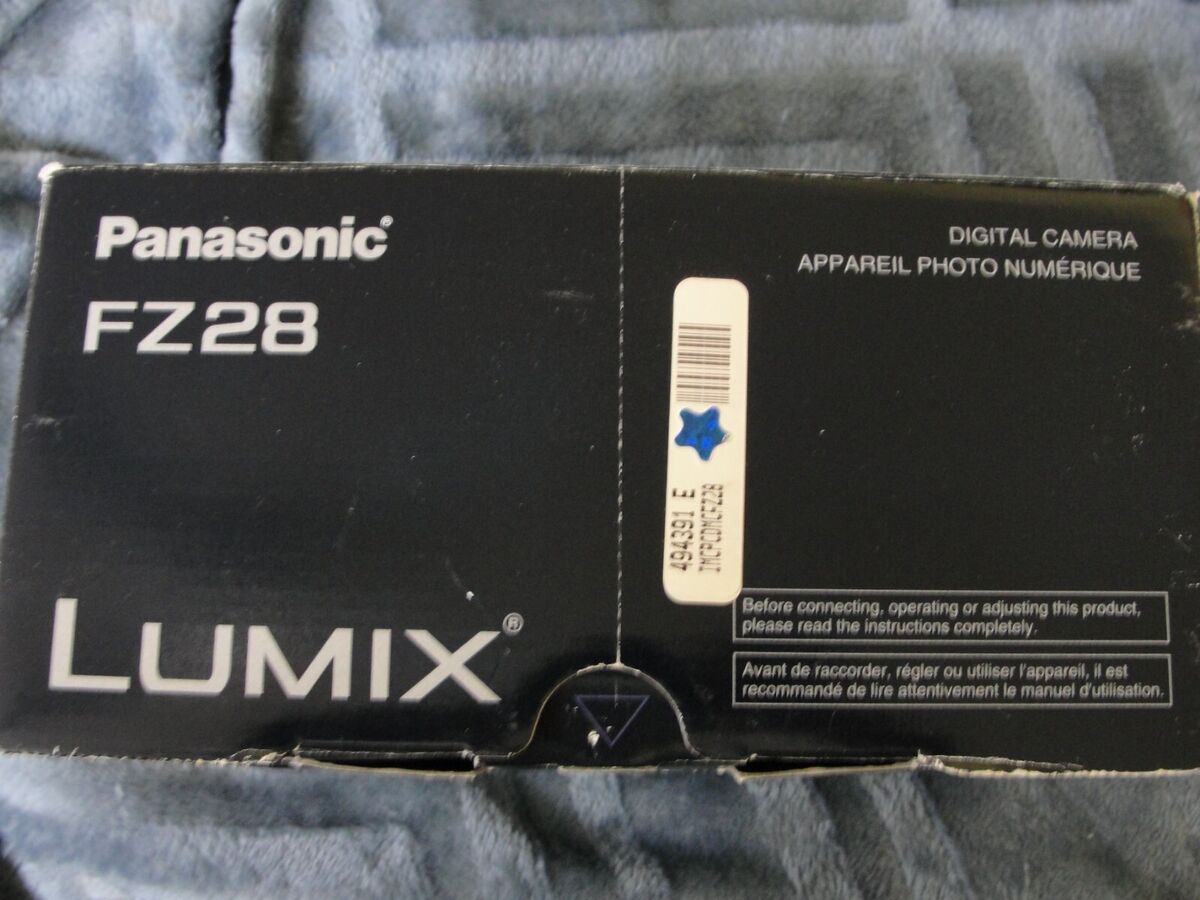 Panasonic®
FZ28
LUMIX®
DIGITAL CAMERA
APPAREIL PHOTO NUMÉRIQUE
494391 E
IMCPCDMCFZ28
Before connecting, operating or adjusting this product,
please read the instructions completely.
Avant de raccorder, régler ou utiliser l'appareil, il est
recommandé de lire attentivement le manuel d'utilisation.